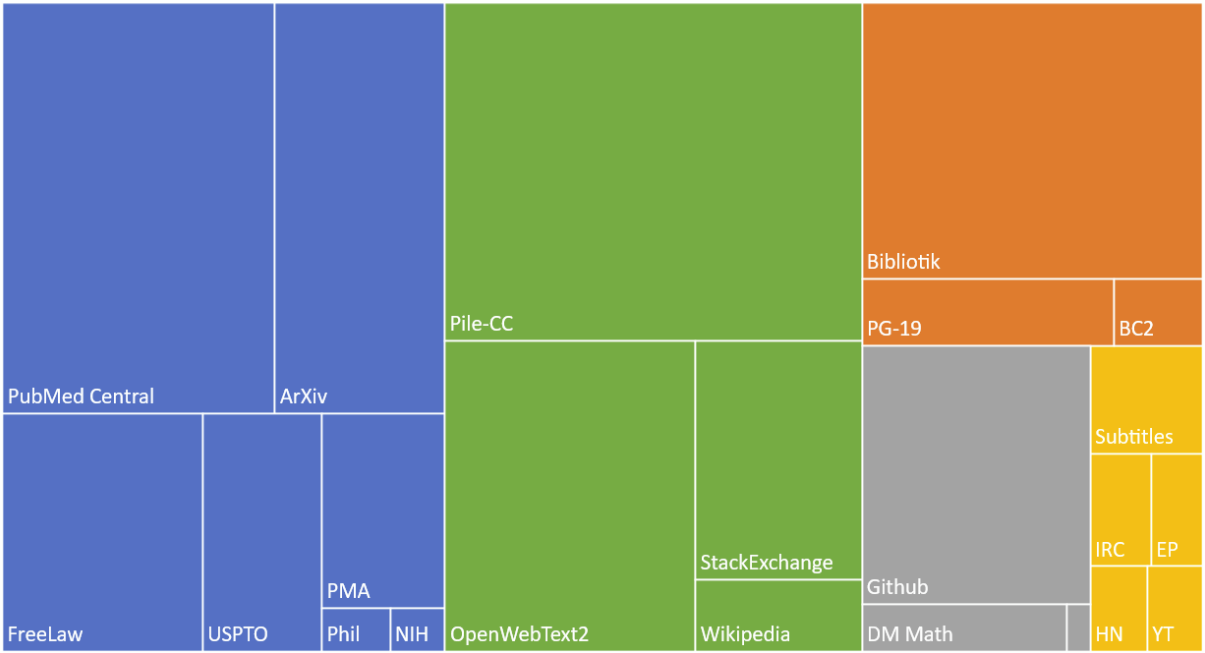 PubMed Central
ArXiv
FreeLaw
USPTO
PMA
Phil
NIH
Pile-CC
OpenWebText2
StackExchange
Wikipedia
Bibliotik
PG-19
BC2
Github
DM Math
Subtitles
IRC
EP
HN
YT